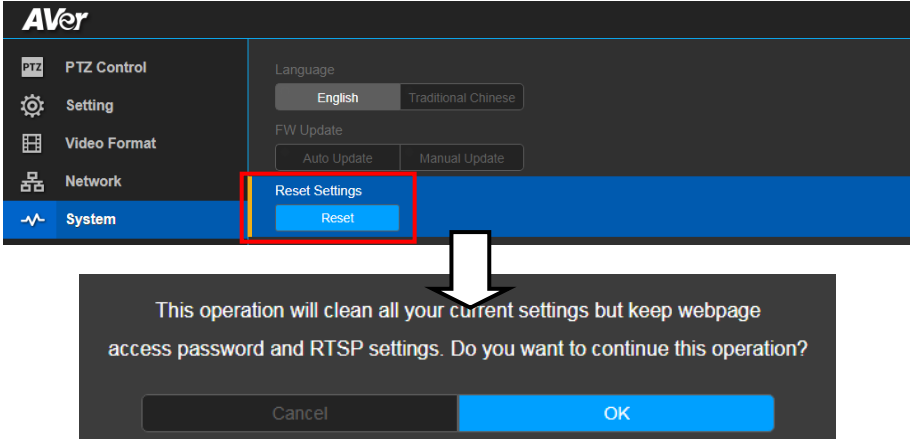 AVer
PTZ PTZ Control
Setting
Video Format
Network
System
Language
English Traditional Chinese
FW Update
Auto Update Manual Update
Reset Settings
Reset
This operation will clean all your current settings but keep webpage
access password and RTSP settings. Do you want to continue this operation?
Cancel OK